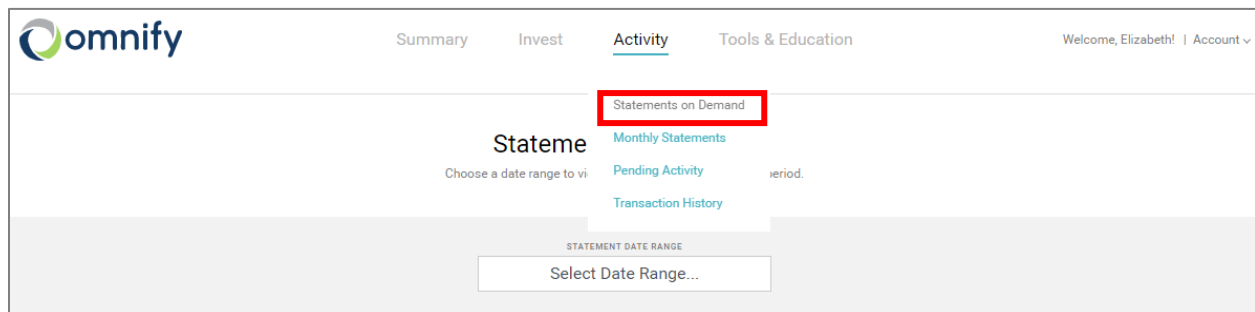 omnify
Summary Invest Activity Tools & Education
Welcome, Elizabeth! | Account
Statements on Demand
Stateme
Monthly Statements
Choose a date range to vi
Pending Activity
period.
Transaction History
STATEMENT DATE RANGE
Select Date Range...